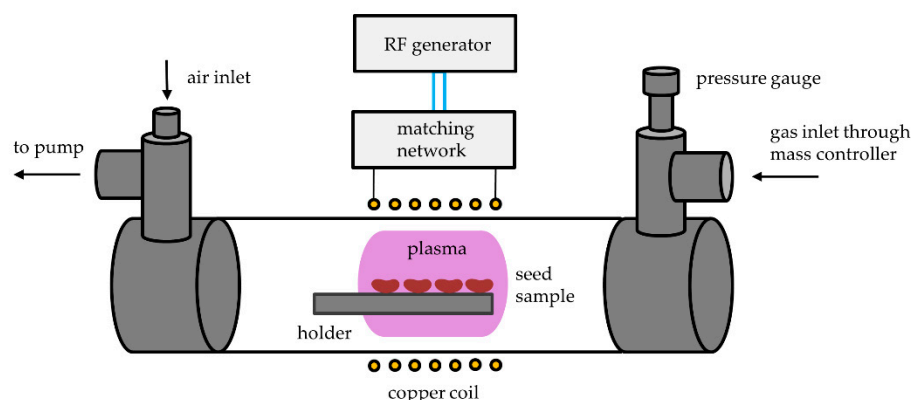 RF generator
air inlet
pressure gauge
matching
network
to pump
gas inlet through
mass controller
plasma
seed
sample
holder
copper coil